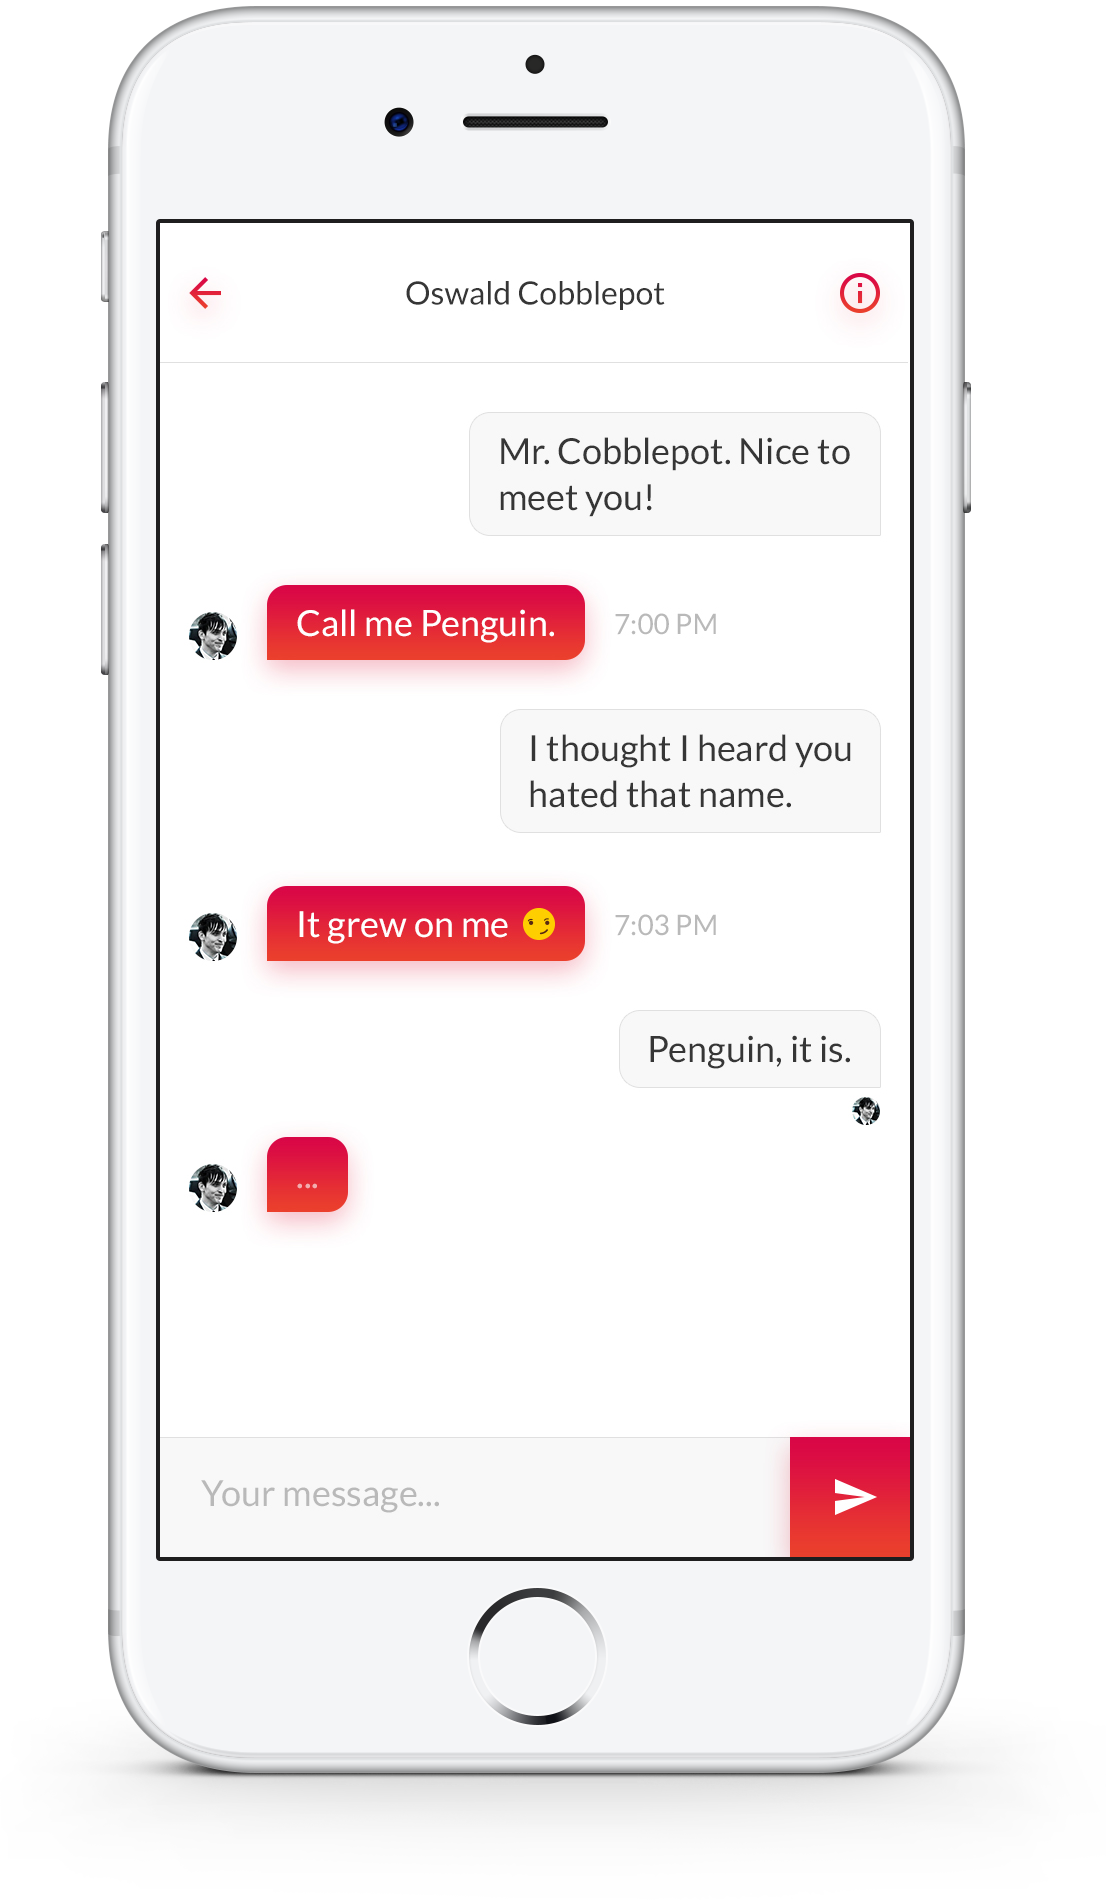 Oswald Cobblepot
Mr. Cobblepot. Nice to
meet you!
Call me Penguin.
7:00 PM
I thought I heard you
hated that name.
It grew on me 😏
7:03 PM
Penguin, it is.
...
Your message...